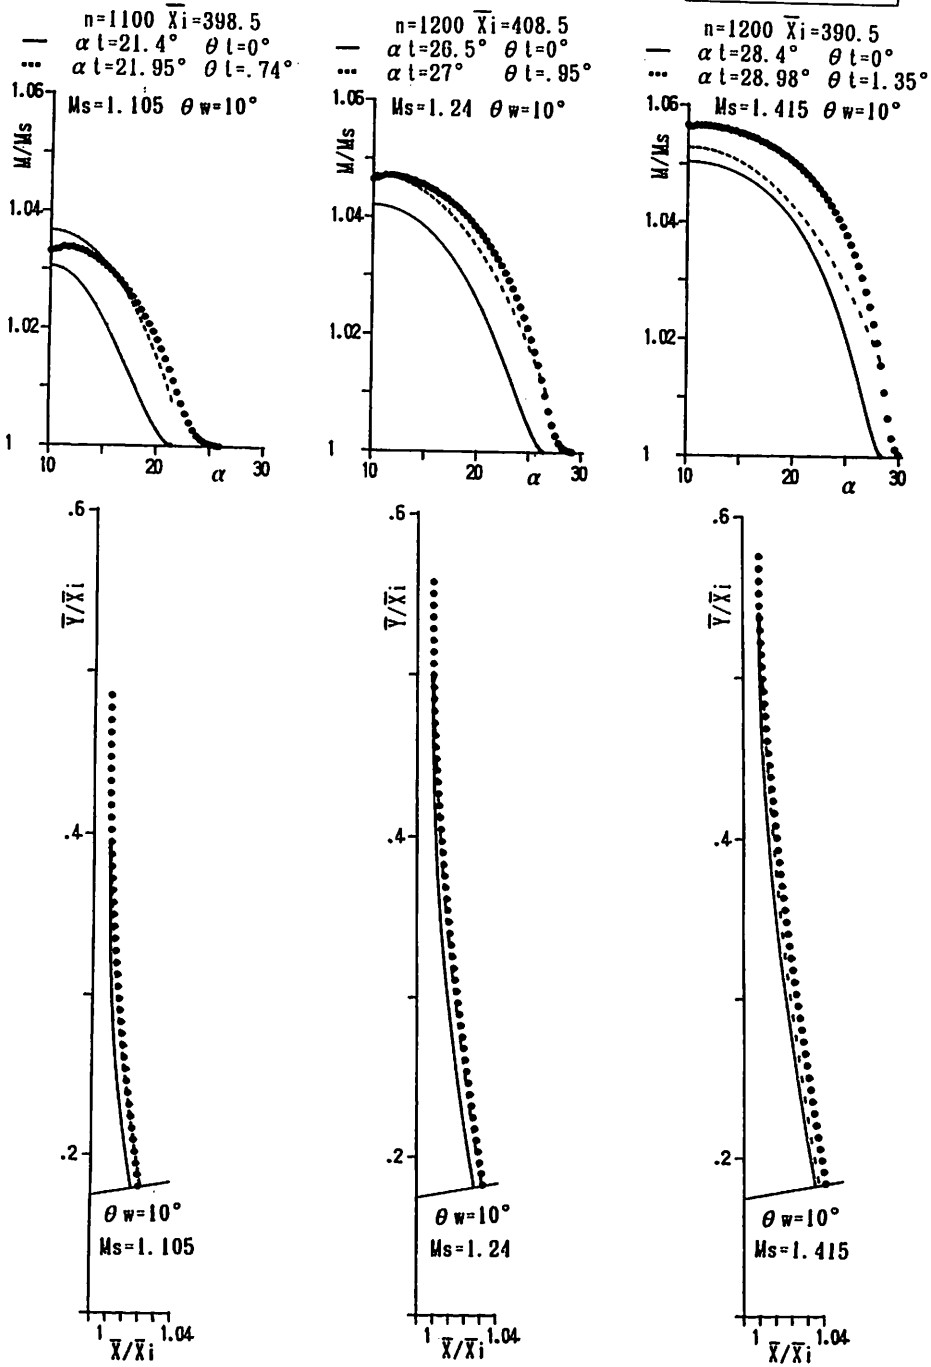 n=1100 X̅i=398.5
— αt=21.4° θt=0°
••• αt=21.95° θt=.74°
Ms=1.105 θw=10°
1.06
M/Ms
1.04
1.02
1
10 20 30
α
n=1200 X̅i=408.5
— αt=26.5° θt=0°
••• αt=27° θt=.95°
Ms=1.24 θw=10°
1.06
M/Ms
1.04
1.02
1
10 20 30
α
n=1200 X̅i=390.5
— αt=28.4° θt=0°
••• αt=28.98° θt=1.35°
Ms=1.415 θw=10°
1.06
M/Ms
1.04
1.02
1
10 20 30
α
.6
Y̅/X̅i
.4
.2
θw=10°
Ms=1.105
1 1.04
X̅/X̅i
.6
Y̅/X̅i
.4
.2
θw=10°
Ms=1.24
1 1.04
X̅/X̅i
.6
Y̅/X̅i
.4
.2
θw=10°
Ms=1.415
1 1.04
X̅/X̅i